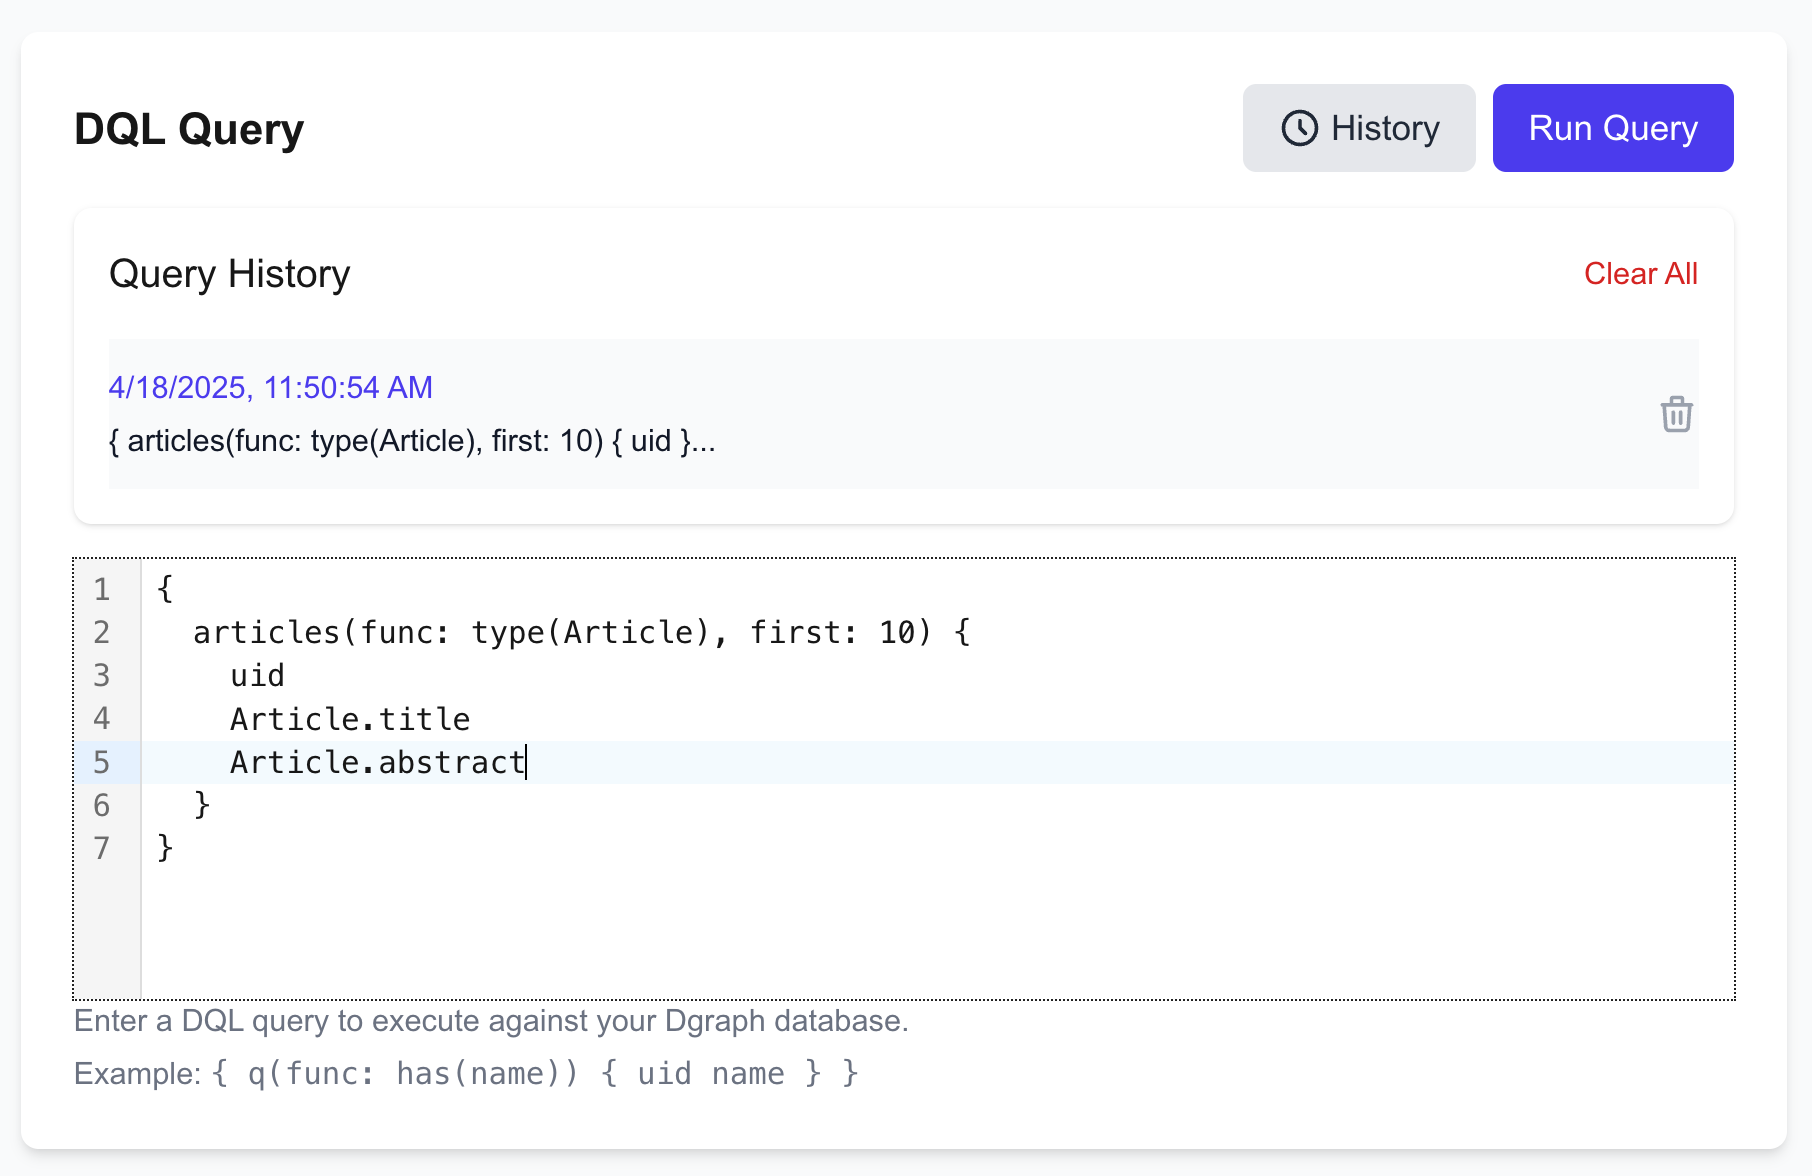 DQL Query
History
Run Query
Query History
Clear All
4/18/2025, 11:50:54 AM
{ articles(func: type(Article), first: 10) { uid }...
1 {
2   articles(func: type(Article), first: 10) {
3     uid
4     Article.title
5     Article.abstract
6   }
7 }
Enter a DQL query to execute against your Dgraph database.
Example: { q(func: has(name)) { uid name } }